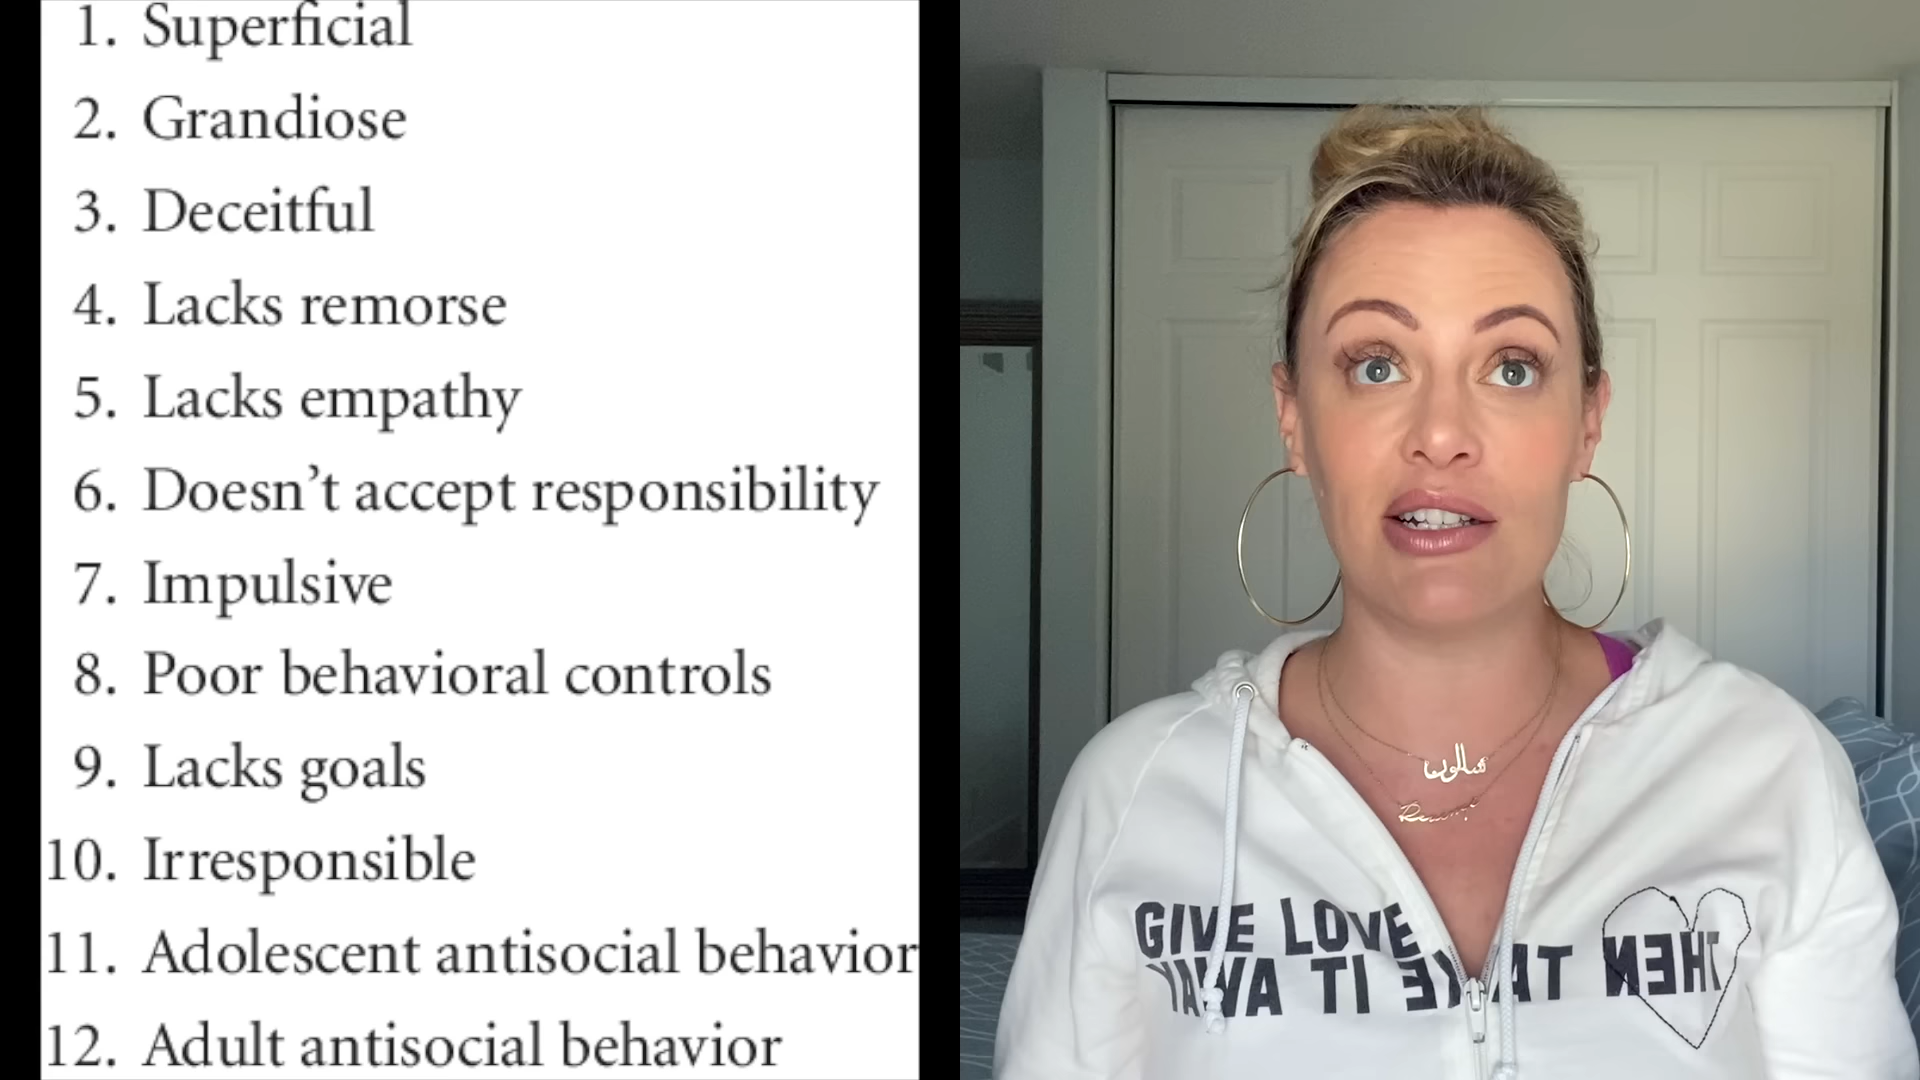 1. Superficial
2. Grandiose
3. Deceitful
4. Lacks remorse
5. Lacks empathy
6. Doesn’t accept responsibility
7. Impulsive
8. Poor behavioral controls
9. Lacks goals
10. Irresponsible
11. Adolescent antisocial behavior
12. Adult antisocial behavior
GIVE LOVE
THEN TAKE IT AWAY